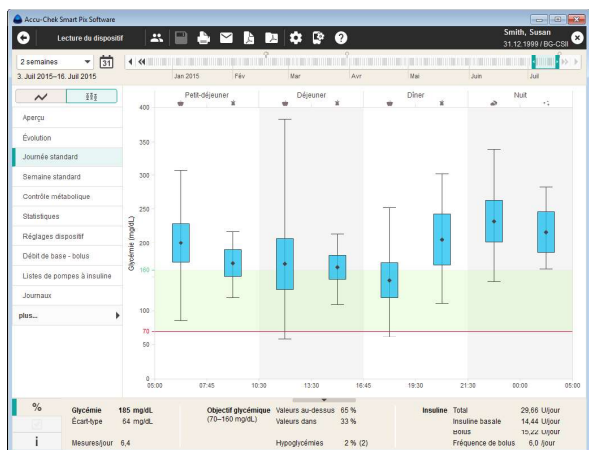 Accu-Chek Smart Pix Software
Lecture du dispositif
Smith, Susan
31.12.1999 / BG-CSII
2 semaines
31
3. Juil 2015–16. Juil 2015
Jan 2015 Fév Mar Avr Mai Juin Juil
Aperçu
Évolution
Journée standard
Semaine standard
Contrôle métabolique
Statistiques
Réglages dispositif
Débit de base - bolus
Listes de pompes à insuline
Journaux
plus...
Petit-déjeuner Déjeuner Dîner Nuit
Glycémie (mg/dL)
400
350
300
250
200
160
100
70
50
0
05:00 07:45 10:30 13:30 16:45 19:30 21:30 00:00 05:00
%
i
Glycémie 185 mg/dL
Écart-type 64 mg/dL
Mesures/jour 6,4
Objectif glycémique
(70–160 mg/dL)
Valeurs au-dessus 65 %
Valeurs dans 33 %
Hypoglycémies 2 % (2)
Insuline Total 29,66 U/jour
Insuline basale 14,44 U/jour
Bolus 15,22 U/jour
Fréquence de bolus 6,0 /jour